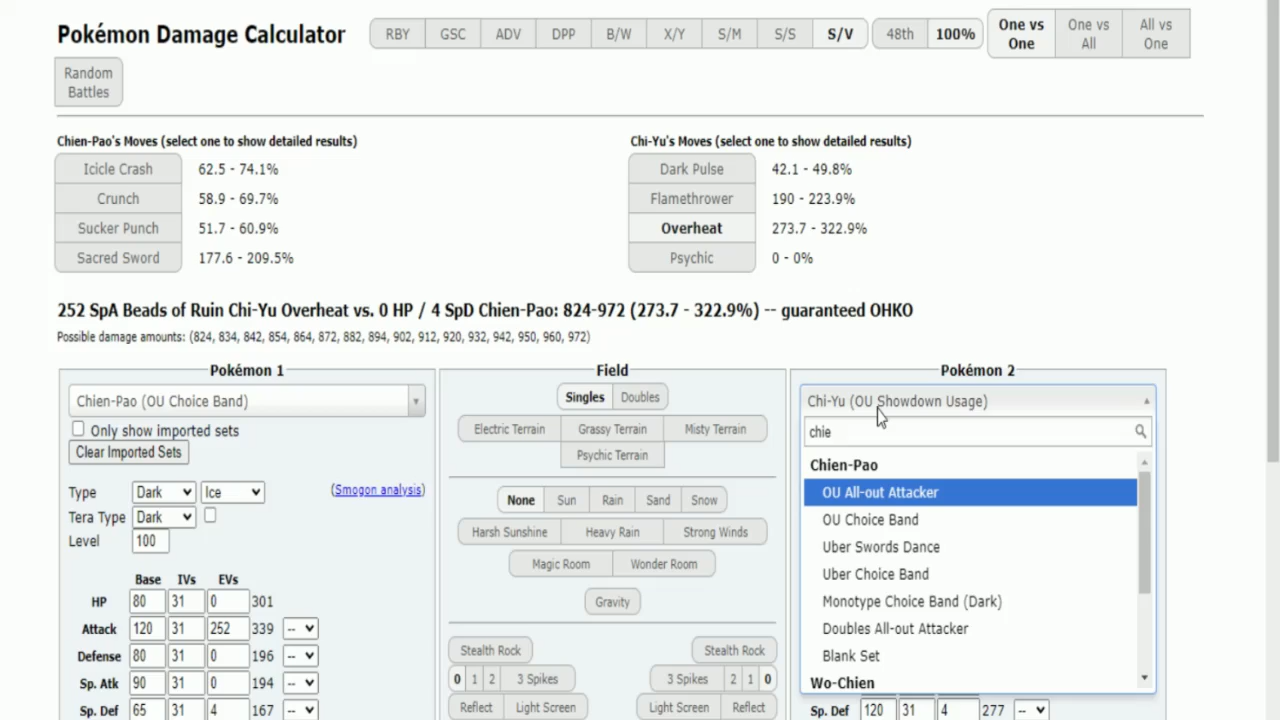 Pokémon Damage Calculator
RBY GSC ADV DPP B/W X/Y S/M S/S S/V
48th 100%
One vs One
One vs All
All vs One
Random Battles
Chien-Pao's Moves (select one to show detailed results)
Icicle Crash 62.5 - 74.1%
Crunch 58.9 - 69.7%
Sucker Punch 51.7 - 60.9%
Sacred Sword 177.6 - 209.5%
Chi-Yu's Moves (select one to show detailed results)
Dark Pulse 42.1 - 49.8%
Flamethrower 190 - 223.9%
Overheat 273.7 - 322.9%
Psychic 0 - 0%
252 SpA Beads of Ruin Chi-Yu Overheat vs. 0 HP / 4 SpD Chien-Pao: 824-972 (273.7 - 322.9%) -- guaranteed OHKO
Possible damage amounts: (824, 834, 842, 854, 864, 872, 882, 894, 902, 912, 920, 932, 942, 950, 960, 972)
Pokémon 1
Chien-Pao (OU Choice Band)
Only show imported sets
Clear Imported Sets
Type Dark Ice (Smogon analysis)
Tera Type Dark
Level 100
Base IVs EVs
HP 80 31 0 301
Attack 120 31 252 339 --
Defense 80 31 0 196 --
Sp. Atk 90 31 0 194 --
Sp. Def 65 31 4 167 --
Field
Singles Doubles
Electric Terrain Grassy Terrain Misty Terrain
Psychic Terrain
None Sun Rain Sand Snow
Harsh Sunshine Heavy Rain Strong Winds
Magic Room Wonder Room
Gravity
Stealth Rock Stealth Rock
0 1 2 3 Spikes 3 Spikes 2 1 0
Reflect Light Screen Light Screen Reflect
Pokémon 2
Chi-Yu (OU Showdown Usage)
chie
Chien-Pao
OU All-out Attacker
OU Choice Band
Uber Swords Dance
Uber Choice Band
Monotype Choice Band (Dark)
Doubles All-out Attacker
Blank Set
Wo-Chien
Sp. Def 120 31 4 277 --